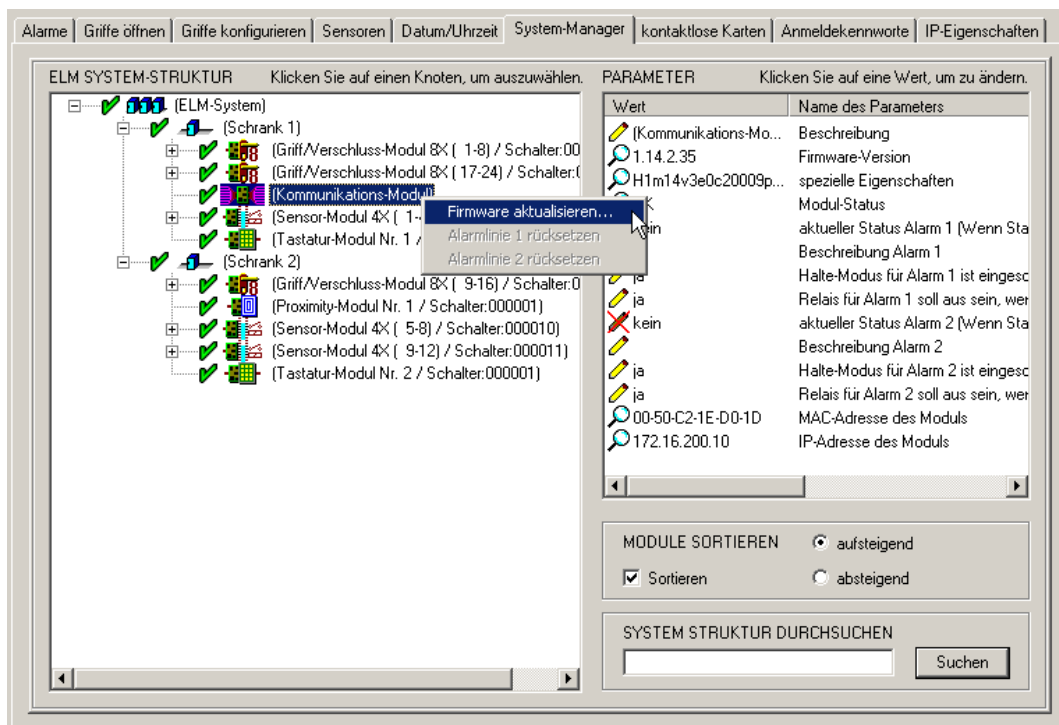 Alarme Griffe öffnen Griffe konfigurieren Sensoren Datum/Uhrzeit System-Manager kontaktlose Karten Anmeldekennworte IP-Eigenschaften
ELM SYSTEM-STRUKTUR Klicken Sie auf einen Knoten, um auszuwählen.
(ELM-System)
(Schrank 1)
(Griff/Verschluss-Modul 8X ( 1-8) / Schalter:00
(Griff/Verschluss-Modul 8X ( 17-24) / Schalter:(
(Kommunikations-Modul)
(Sensor-Modul 4X ( 1-
(Tastatur-Modul Nr. 1 /
(Schrank 2)
(Griff/Verschluss-Modul 8X ( 9-16) / Schalter:0
(Proximity-Modul Nr. 1 / Schalter:000001)
(Sensor-Modul 4X ( 5-8) / Schalter:000010)
(Sensor-Modul 4X ( 9-12) / Schalter:000011)
(Tastatur-Modul Nr. 2 / Schalter:000001)
Firmware aktualisieren...
Alarmlinie 1 rücksetzen
Alarmlinie 2 rücksetzen
PARAMETER Klicken Sie auf eine Wert, um zu ändern.
Wert Name des Parameters
(Kommunikations-Mo... Beschreibung
1.14.2.35 Firmware-Version
H1m14v3e0c20009p... spezielle Eigenschaften
Modul-Status
aktueller Status Alarm 1 (Wenn Sta
Beschreibung Alarm 1
ja Halte-Modus für Alarm 1 ist eingesc
ja Relais für Alarm 1 soll aus sein, wer
kein aktueller Status Alarm 2 (Wenn Sta
Beschreibung Alarm 2
ja Halte-Modus für Alarm 2 ist eingesc
ja Relais für Alarm 2 soll aus sein, wer
00-50-C2-1E-D0-1D MAC-Adresse des Moduls
172.16.200.10 IP-Adresse des Moduls
MODULE SORTIEREN aufsteigend
Sortieren absteigend
SYSTEM STRUKTUR DURCHSUCHEN
Suchen